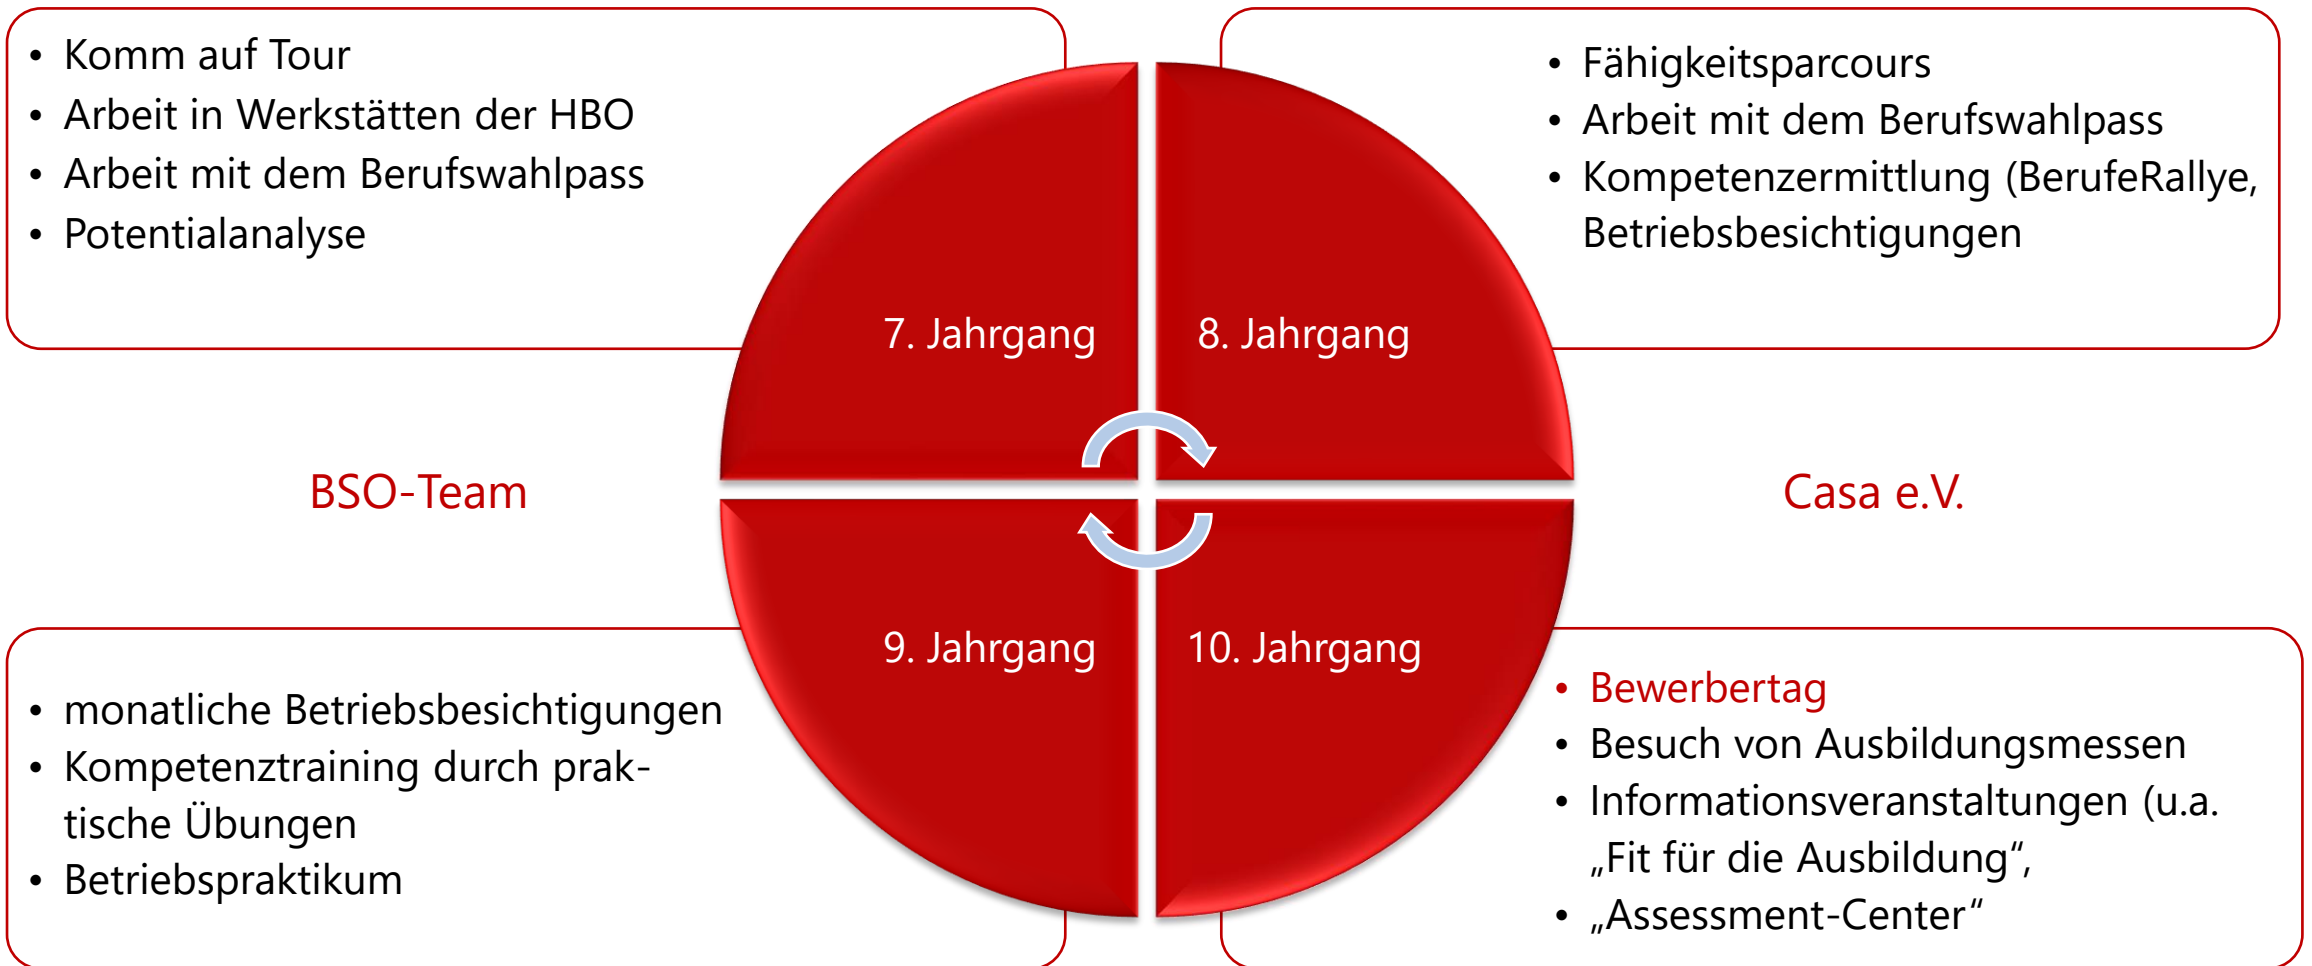 • Komm auf Tour
• Arbeit in Werkstätten der HBO
• Arbeit mit dem Berufswahlpass
• Potentialanalyse
• Fähigkeitsparcours
• Arbeit mit dem Berufswahlpass
• Kompetenzermittlung (BerufeRallye,
Betriebsbesichtigungen
7. Jahrgang
8. Jahrgang
BSO-Team
Casa e.V.
9. Jahrgang
10. Jahrgang
• monatliche Betriebsbesichtigungen
• Kompetenztraining durch prak-
tische Übungen
• Betriebspraktikum
• Bewerbertag
• Besuch von Ausbildungsmessen
• Informationsveranstaltungen (u.a.
„Fit für die Ausbildung“,
• „Assessment-Center“